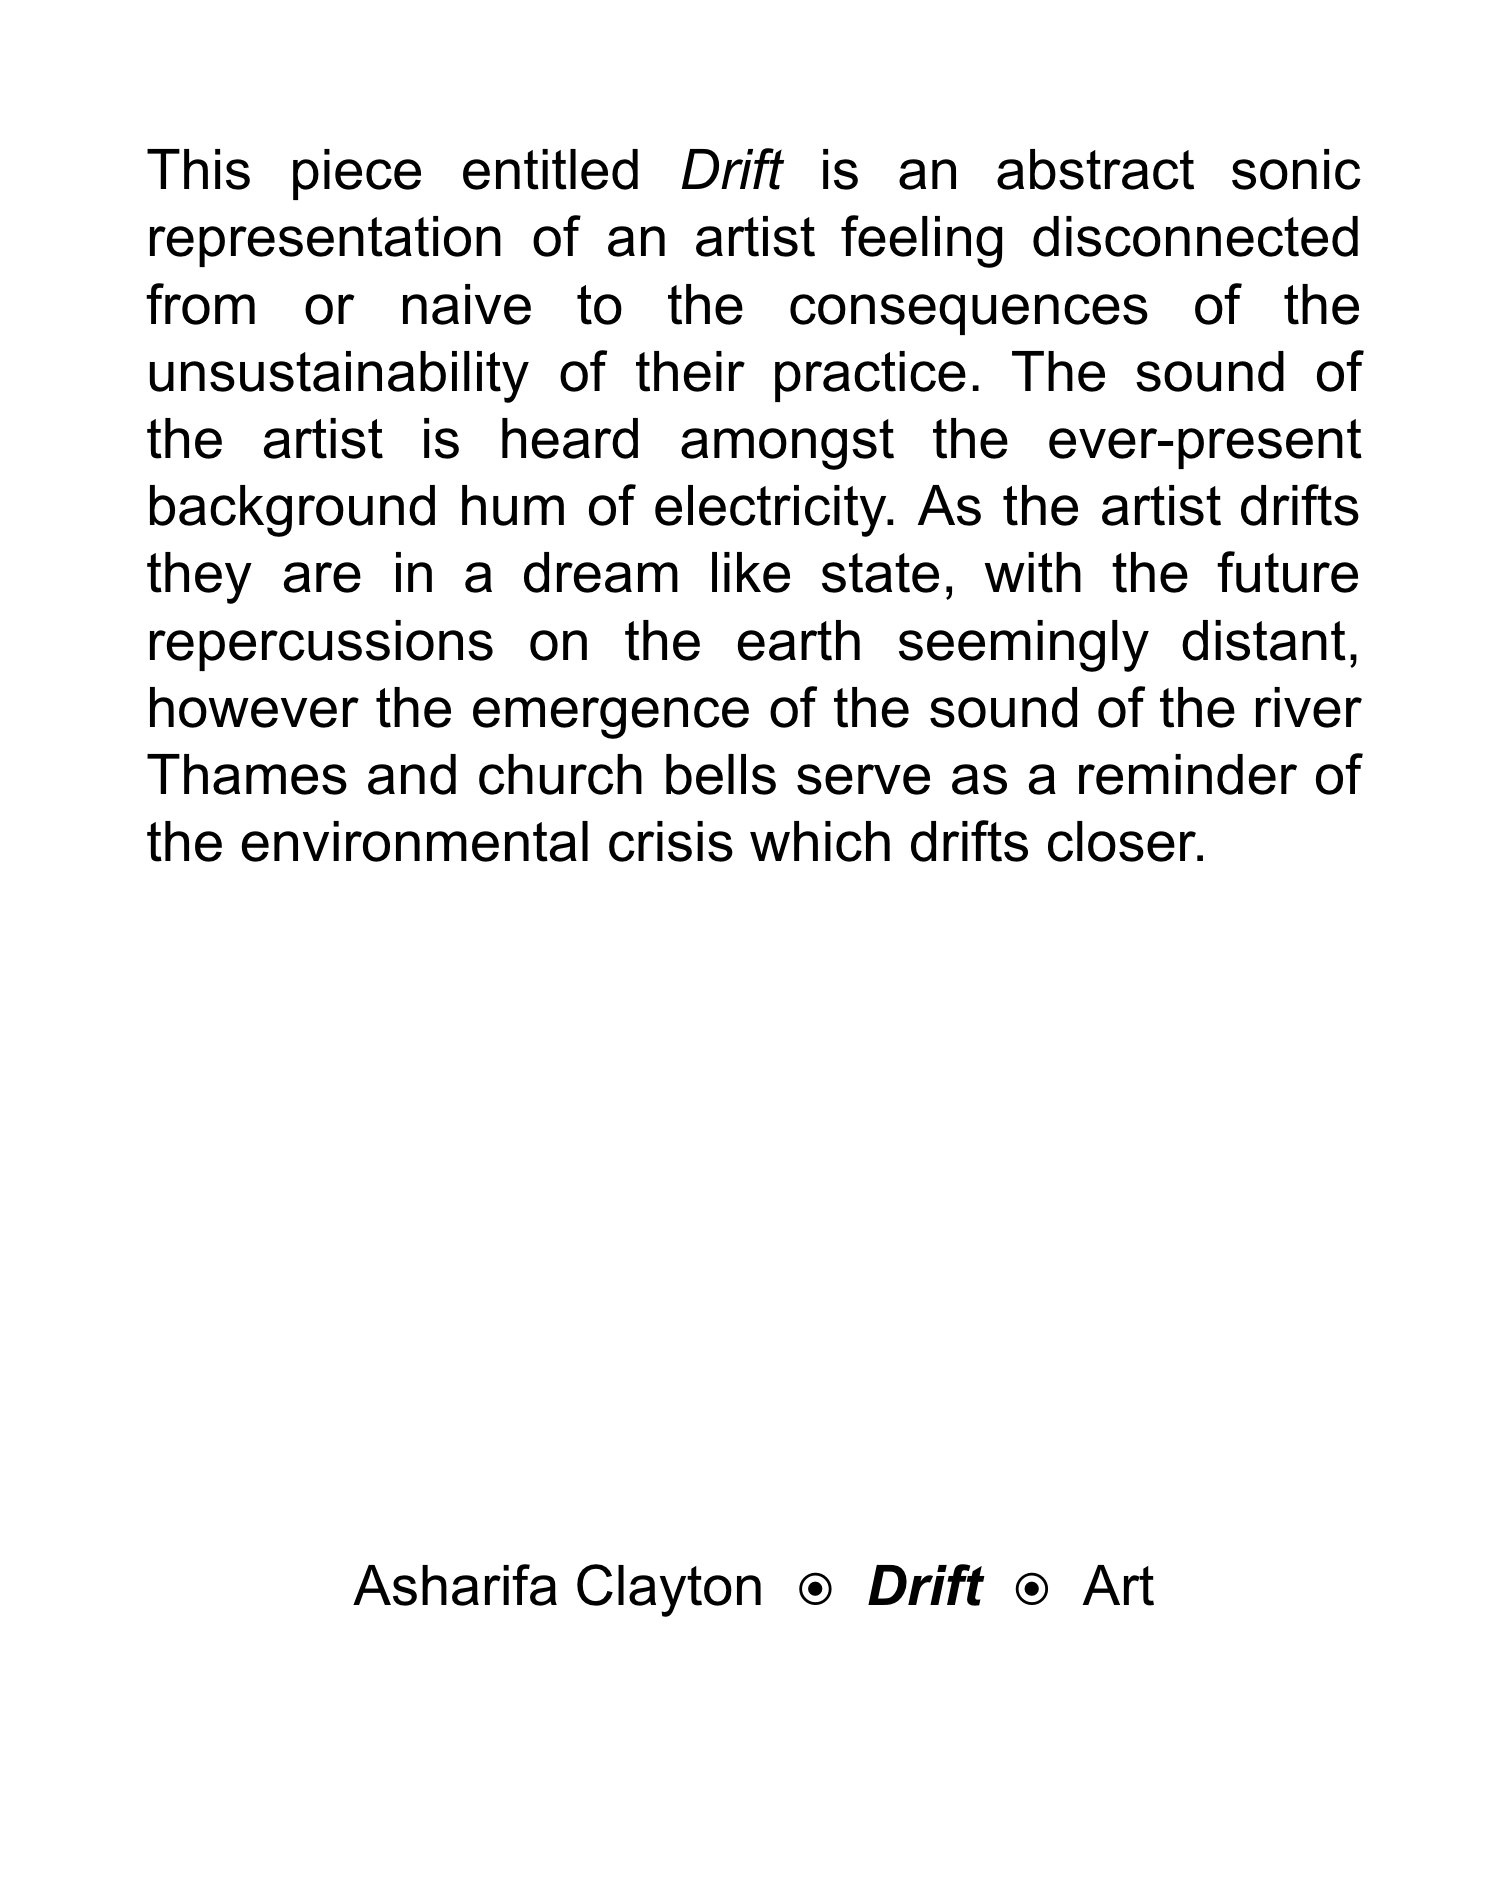 This piece entitled Drift is an abstract sonic
representation of an artist feeling disconnected
from or naive to the consequences of the
unsustainability of their practice. The sound of
the artist is heard amongst the ever-present
background hum of electricity. As the artist drifts
they are in a dream like state, with the future
repercussions on the earth seemingly distant,
however the emergence of the sound of the river
Thames and church bells serve as a reminder of
the environmental crisis which drifts closer.
Asharifa Clayton ⦿ Drift ⦿ Art